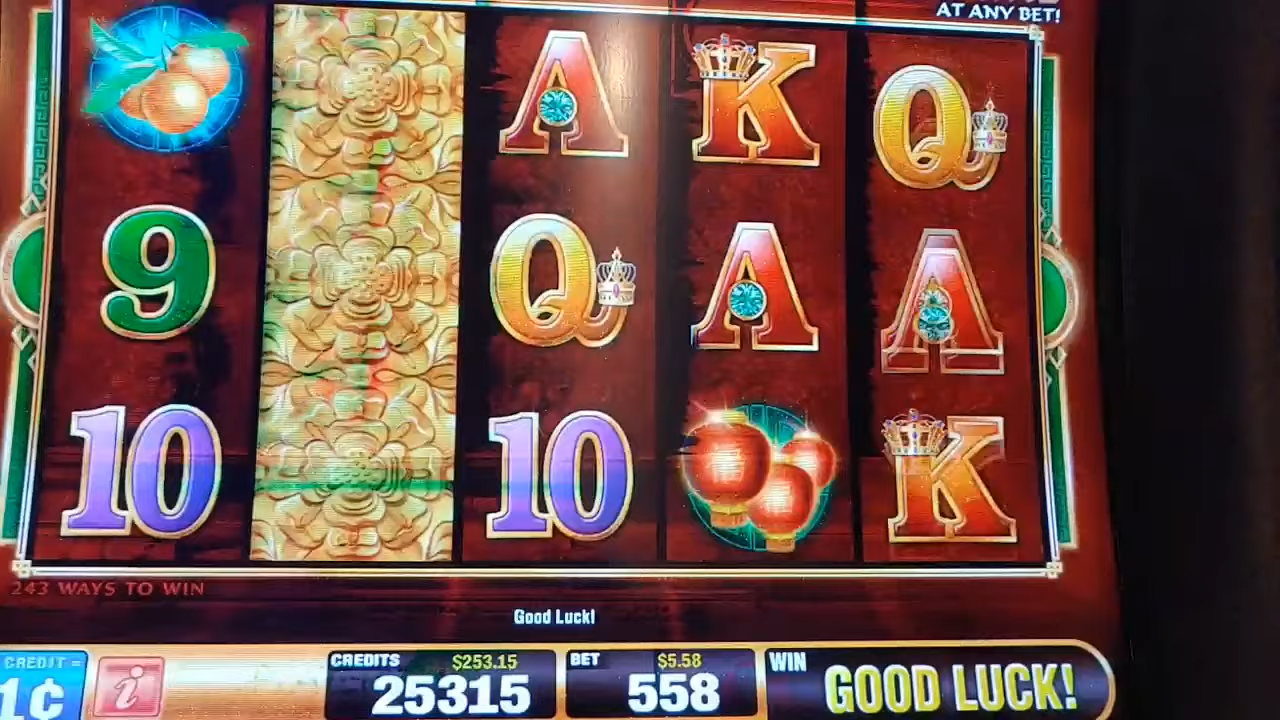 AT ANY BET!
A K Q
9 Q A A
10 10 K
243 WAYS TO WIN
Good Luck!
CREDIT =
1¢
i
CREDITS $253.15
25315
BET $5.58
558
WIN
GOOD LUCK!